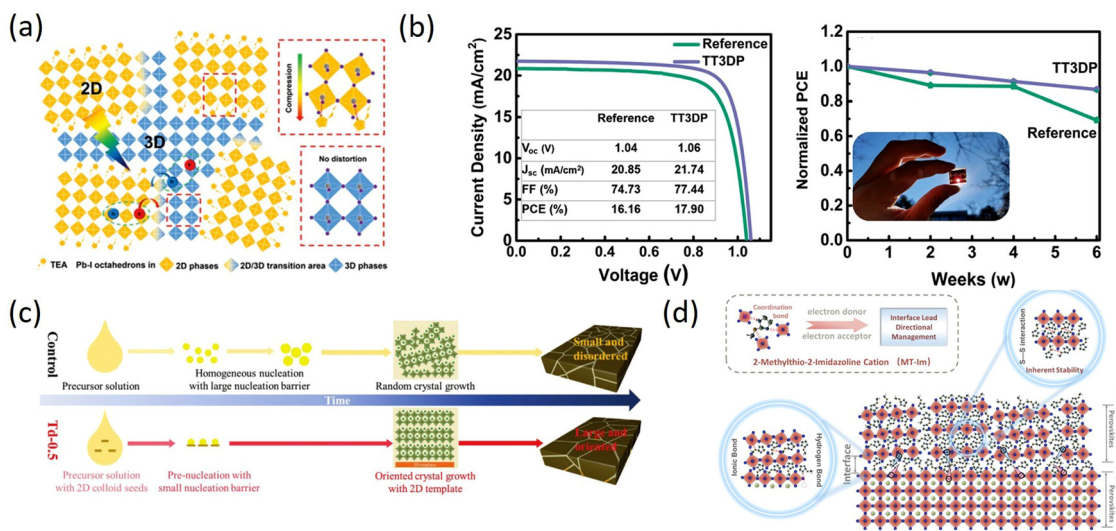 (a)
2D
3D
Compression
No distortion
TEA Pb-I octahedrons in 2D phases 2D/3D transition area 3D phases
(b)
Current Density (mA/cm²)
25
20
15
10
5
0
0.0 0.2 0.4 0.6 0.8 1.0
Voltage (V)
Reference
TT3DP
Reference TT3DP
Voc (V) 1.04 1.06
Jsc (mA/cm²) 20.85 21.74
FF (%) 74.73 77.44
PCE (%) 16.16 17.90
Normalized PCE
1.2
1.0
0.8
0.6
0.4
0.2
0.0
0 2 4 6
Weeks (w)
TT3DP
Reference
(c)
Control
Precursor solution
Homogeneous nucleation
with large nucleation barrier
Random crystal growth
Small and
disordered
Time
Td-0.5
Precursor solution
with 2D colloid seeds
Pre-nucleation with
small nucleation barrier
Oriented crystal growth
with 2D template
Large and
oriented
(d)
Coordination
bond
electron donor
electron acceptor
Interface Lead
Directional
Management
2-Methylthio-2-Imidazoline Cation （MT-Im）
S—S interaction
Inherent Stability
Ionic Bond
Hydrogen Bond
Interface
Perovskites
Perovskites